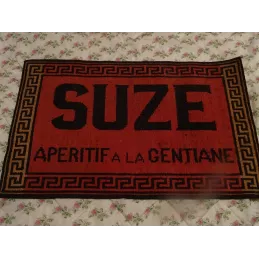 SUZE
APERITIF A LA GENTIANE